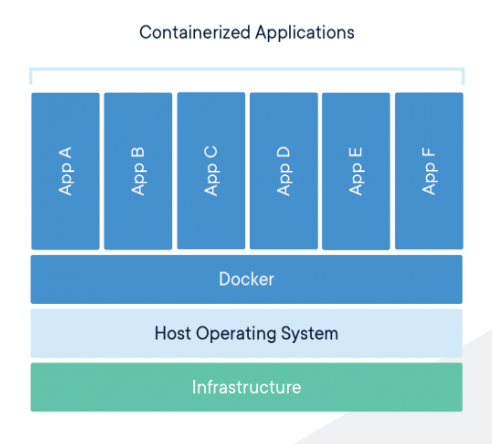 Containerized Applications
App A
App B
App C
App D
App E
App F
Docker
Host Operating System
Infrastructure